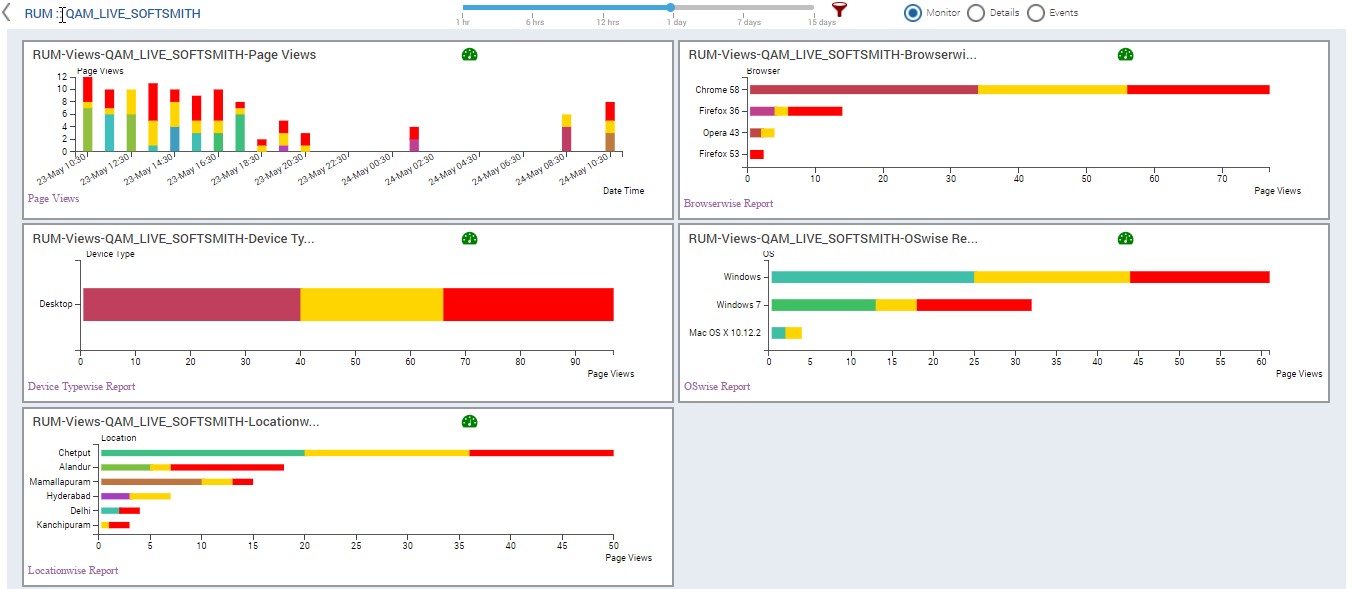 RUM :: QAM_LIVE_SOFTSMITH
1 hr 6 hrs 12 hrs 1 day 7 days 15 days
Monitor Details Events
RUM-Views-QAM_LIVE_SOFTSMITH-Page Views
Page Views
12
10
8
6
4
2
0
23-May 10:30 23-May 12:30 23-May 14:30 23-May 16:30 23-May 18:30 23-May 20:30 23-May 22:30 24-May 00:30 24-May 02:30 24-May 04:30 24-May 06:30 24-May 08:30 24-May 10:30
Date Time
Page Views
RUM-Views-QAM_LIVE_SOFTSMITH-Browserwi...
Browser
Chrome 58
Firefox 36
Opera 43
Firefox 53
0 10 20 30 40 50 60 70
Page Views
Browserwise Report
RUM-Views-QAM_LIVE_SOFTSMITH-Device Ty...
Device Type
Desktop
0 10 20 30 40 50 60 70 80 90
Page Views
Device Typewise Report
RUM-Views-QAM_LIVE_SOFTSMITH-OSwise Re...
OS
Windows
Windows 7
Mac OS X 10.12.2
0 5 10 15 20 25 30 35 40 45 50 55 60
Page Views
OSwise Report
RUM-Views-QAM_LIVE_SOFTSMITH-Locationw...
Location
Chetput
Alandur
Mamallapuram
Hyderabad
Delhi
Kanchipuram
0 5 10 15 20 25 30 35 40 45 50
Page Views
Locationwise Report